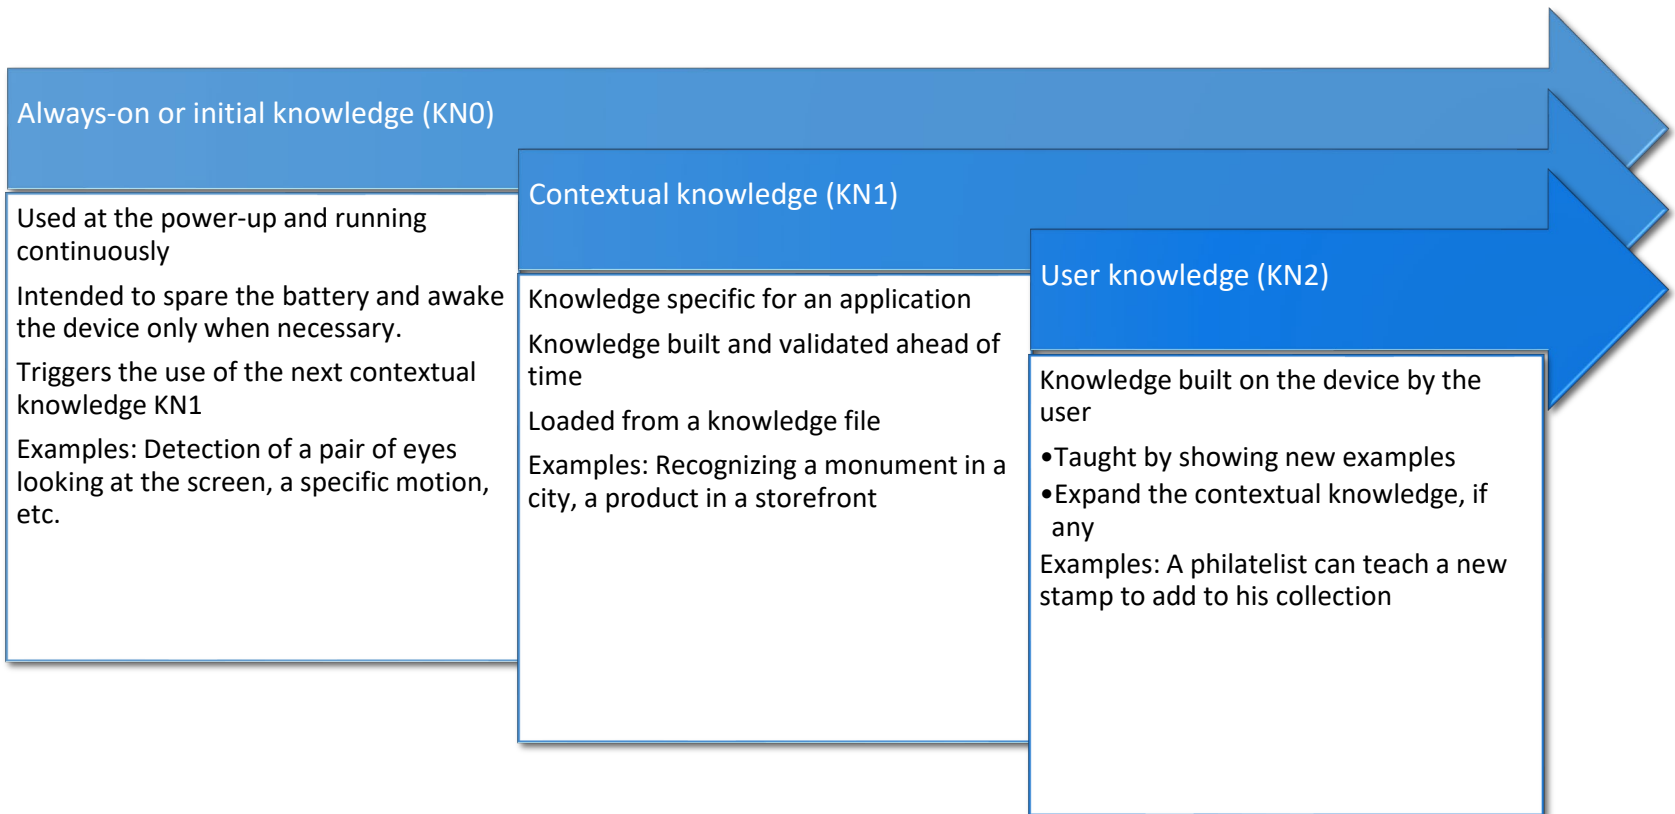 Always-on or initial knowledge (KN0)
Used at the power-up and running
continuously
Intended to spare the battery and awake
the device only when necessary.
Triggers the use of the next contextual
knowledge KN1
Examples: Detection of a pair of eyes
looking at the screen, a specific motion,
etc.
Contextual knowledge (KN1)
Knowledge specific for an application
Knowledge built and validated ahead of
time
Loaded from a knowledge file
Examples: Recognizing a monument in a
city, a product in a storefront
User knowledge (KN2)
Knowledge built on the device by the
user
•Taught by showing new examples
•Expand the contextual knowledge, if
any
Examples: A philatelist can teach a new
stamp to add to his collection